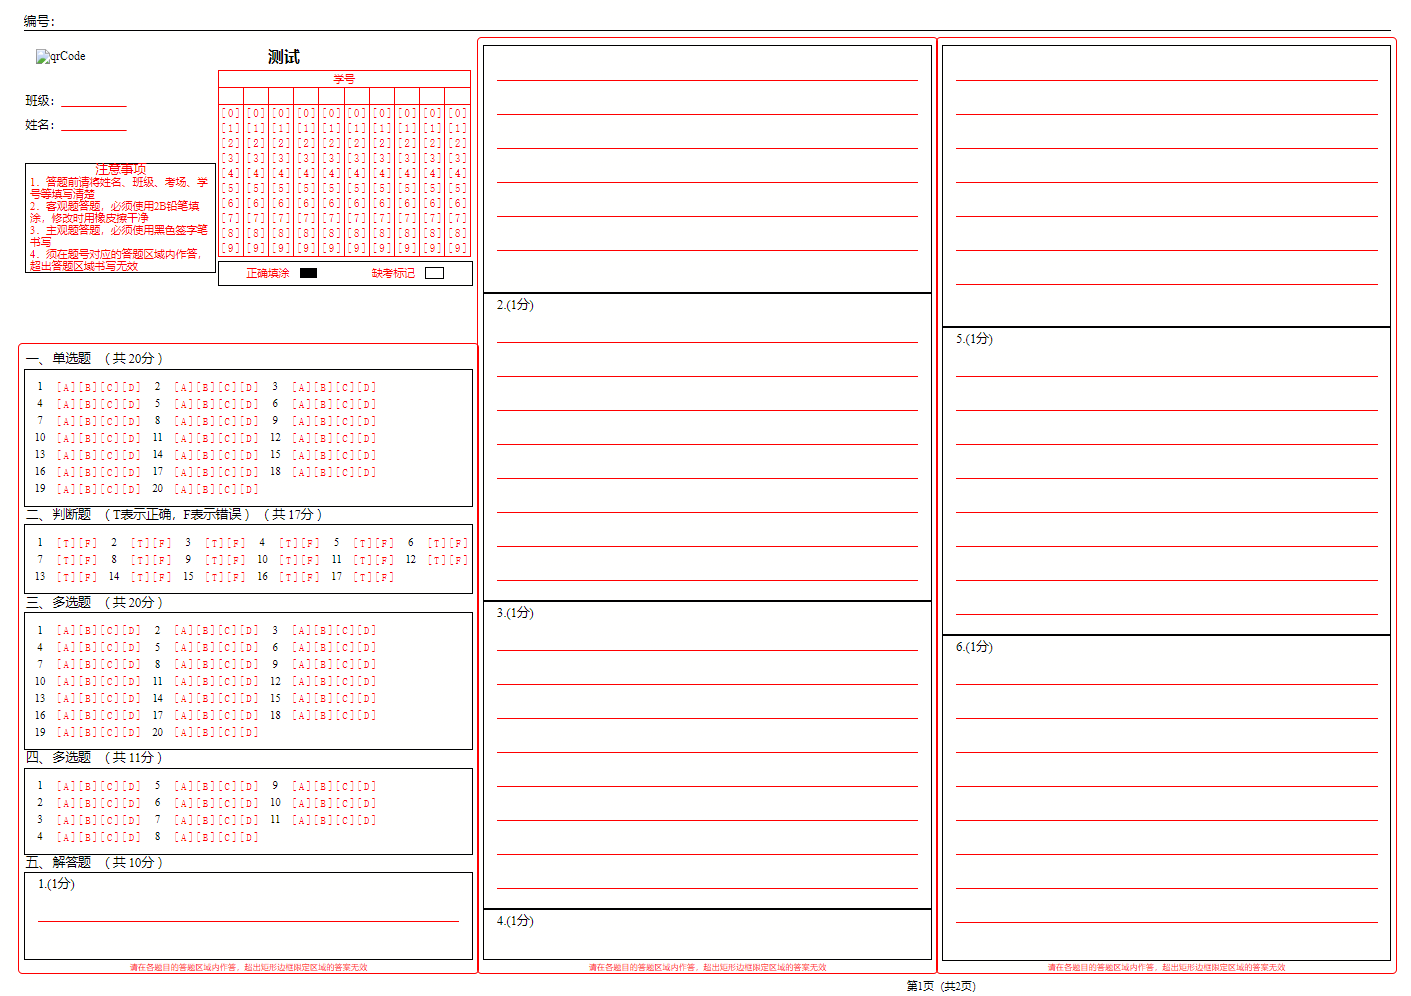 编号：
qrCode
测试
班级：
姓名：
学号
[0] [0] [0] [0] [0] [0] [0] [0] [0] [0]
[1] [1] [1] [1] [1] [1] [1] [1] [1] [1]
[2] [2] [2] [2] [2] [2] [2] [2] [2] [2]
[3] [3] [3] [3] [3] [3] [3] [3] [3] [3]
[4] [4] [4] [4] [4] [4] [4] [4] [4] [4]
[5] [5] [5] [5] [5] [5] [5] [5] [5] [5]
[6] [6] [6] [6] [6] [6] [6] [6] [6] [6]
[7] [7] [7] [7] [7] [7] [7] [7] [7] [7]
[8] [8] [8] [8] [8] [8] [8] [8] [8] [8]
[9] [9] [9] [9] [9] [9] [9] [9] [9] [9]
注意事项
1．答题前请将姓名、班级、考场、学
号等填写清楚
2．客观题答题，必须使用2B铅笔填
涂，修改时用橡皮擦干净
3．主观题答题，必须使用黑色签字笔
书写
4．须在题号对应的答题区域内作答，
超出答题区域书写无效
正确填涂 缺考标记
一、单选题 （共 20分）
1 [A][B][C][D] 2 [A][B][C][D] 3 [A][B][C][D]
4 [A][B][C][D] 5 [A][B][C][D] 6 [A][B][C][D]
7 [A][B][C][D] 8 [A][B][C][D] 9 [A][B][C][D]
10 [A][B][C][D] 11 [A][B][C][D] 12 [A][B][C][D]
13 [A][B][C][D] 14 [A][B][C][D] 15 [A][B][C][D]
16 [A][B][C][D] 17 [A][B][C][D] 18 [A][B][C][D]
19 [A][B][C][D] 20 [A][B][C][D]
二、判断题 （T表示正确，F表示错误）（共 17分）
1 [T][F] 2 [T][F] 3 [T][F] 4 [T][F] 5 [T][F] 6 [T][F]
7 [T][F] 8 [T][F] 9 [T][F] 10 [T][F] 11 [T][F] 12 [T][F]
13 [T][F] 14 [T][F] 15 [T][F] 16 [T][F] 17 [T][F]
三、多选题 （共 20分）
1 [A][B][C][D] 2 [A][B][C][D] 3 [A][B][C][D]
4 [A][B][C][D] 5 [A][B][C][D] 6 [A][B][C][D]
7 [A][B][C][D] 8 [A][B][C][D] 9 [A][B][C][D]
10 [A][B][C][D] 11 [A][B][C][D] 12 [A][B][C][D]
13 [A][B][C][D] 14 [A][B][C][D] 15 [A][B][C][D]
16 [A][B][C][D] 17 [A][B][C][D] 18 [A][B][C][D]
19 [A][B][C][D] 20 [A][B][C][D]
四、多选题 （共 11分）
1 [A][B][C][D] 5 [A][B][C][D] 9 [A][B][C][D]
2 [A][B][C][D] 6 [A][B][C][D] 10 [A][B][C][D]
3 [A][B][C][D] 7 [A][B][C][D] 11 [A][B][C][D]
4 [A][B][C][D] 8 [A][B][C][D]
五、解答题 （共 10分）
1.(1分)
请在各题目的答题区域内作答，超出矩形边框限定区域的答案无效
2.(1分)
3.(1分)
4.(1分)
请在各题目的答题区域内作答，超出矩形边框限定区域的答案无效
5.(1分)
6.(1分)
请在各题目的答题区域内作答，超出矩形边框限定区域的答案无效
第1页 (共2页)